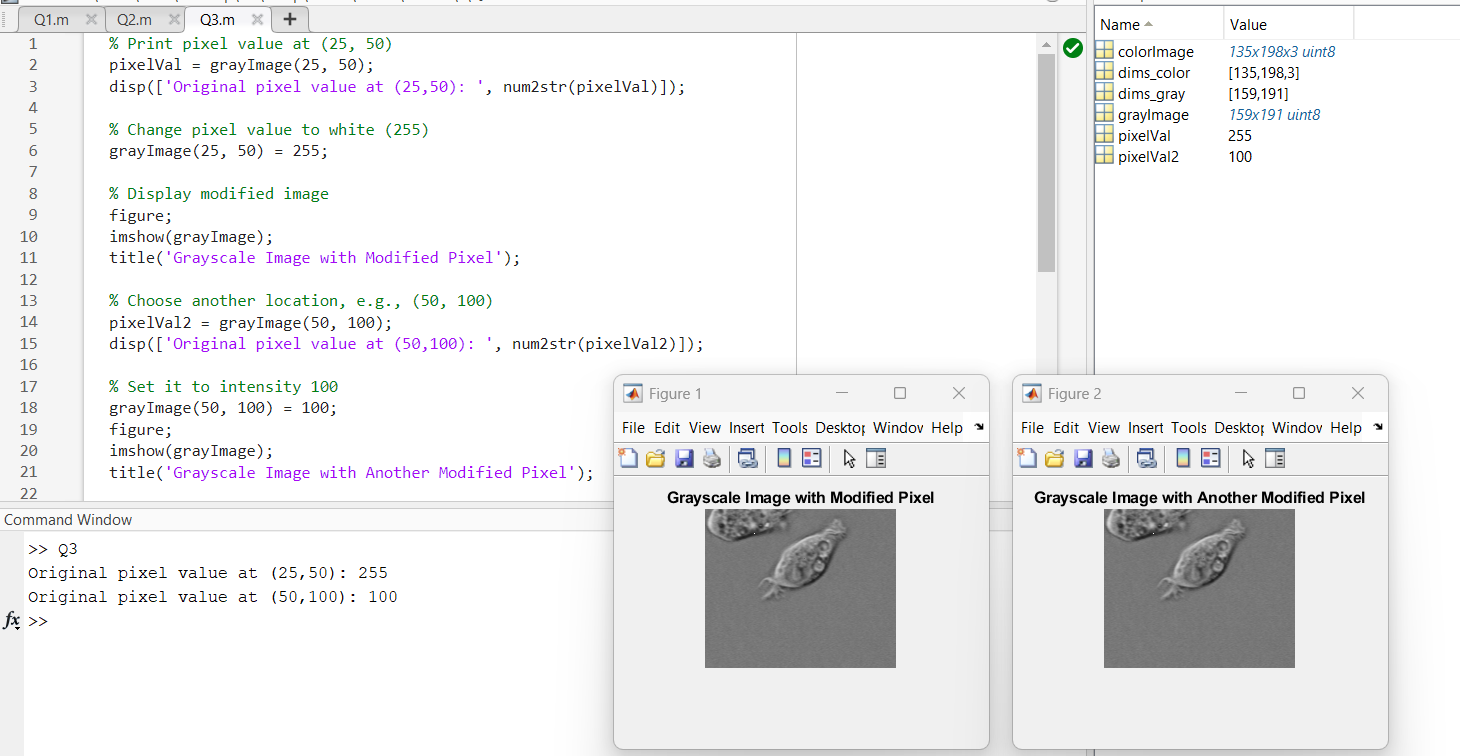 Q1.m Q2.m Q3.m
1 % Print pixel value at (25, 50)
2 pixelVal = grayImage(25, 50);
3 disp(['Original pixel value at (25,50): ', num2str(pixelVal)]);
4
5 % Change pixel value to white (255)
6 grayImage(25, 50) = 255;
7
8 % Display modified image
9 figure;
10 imshow(grayImage);
11 title('Grayscale Image with Modified Pixel');
12
13 % Choose another location, e.g., (50, 100)
14 pixelVal2 = grayImage(50, 100);
15 disp(['Original pixel value at (50,100): ', num2str(pixelVal2)]);
16
17 % Set it to intensity 100
18 grayImage(50, 100) = 100;
19 figure;
20 imshow(grayImage);
21 title('Grayscale Image with Another Modified Pixel');
22
Name Value
colorImage 135x198x3 uint8
dims_color [135,198,3]
dims_gray [159,191]
grayImage 159x191 uint8
pixelVal 255
pixelVal2 100
Command Window
>> Q3
Original pixel value at (25,50): 255
Original pixel value at (50,100): 100
fx >>
Figure 1
File Edit View Insert Tools Desktop Window Help
Grayscale Image with Modified Pixel
Figure 2
File Edit View Insert Tools Desktop Window Help
Grayscale Image with Another Modified Pixel